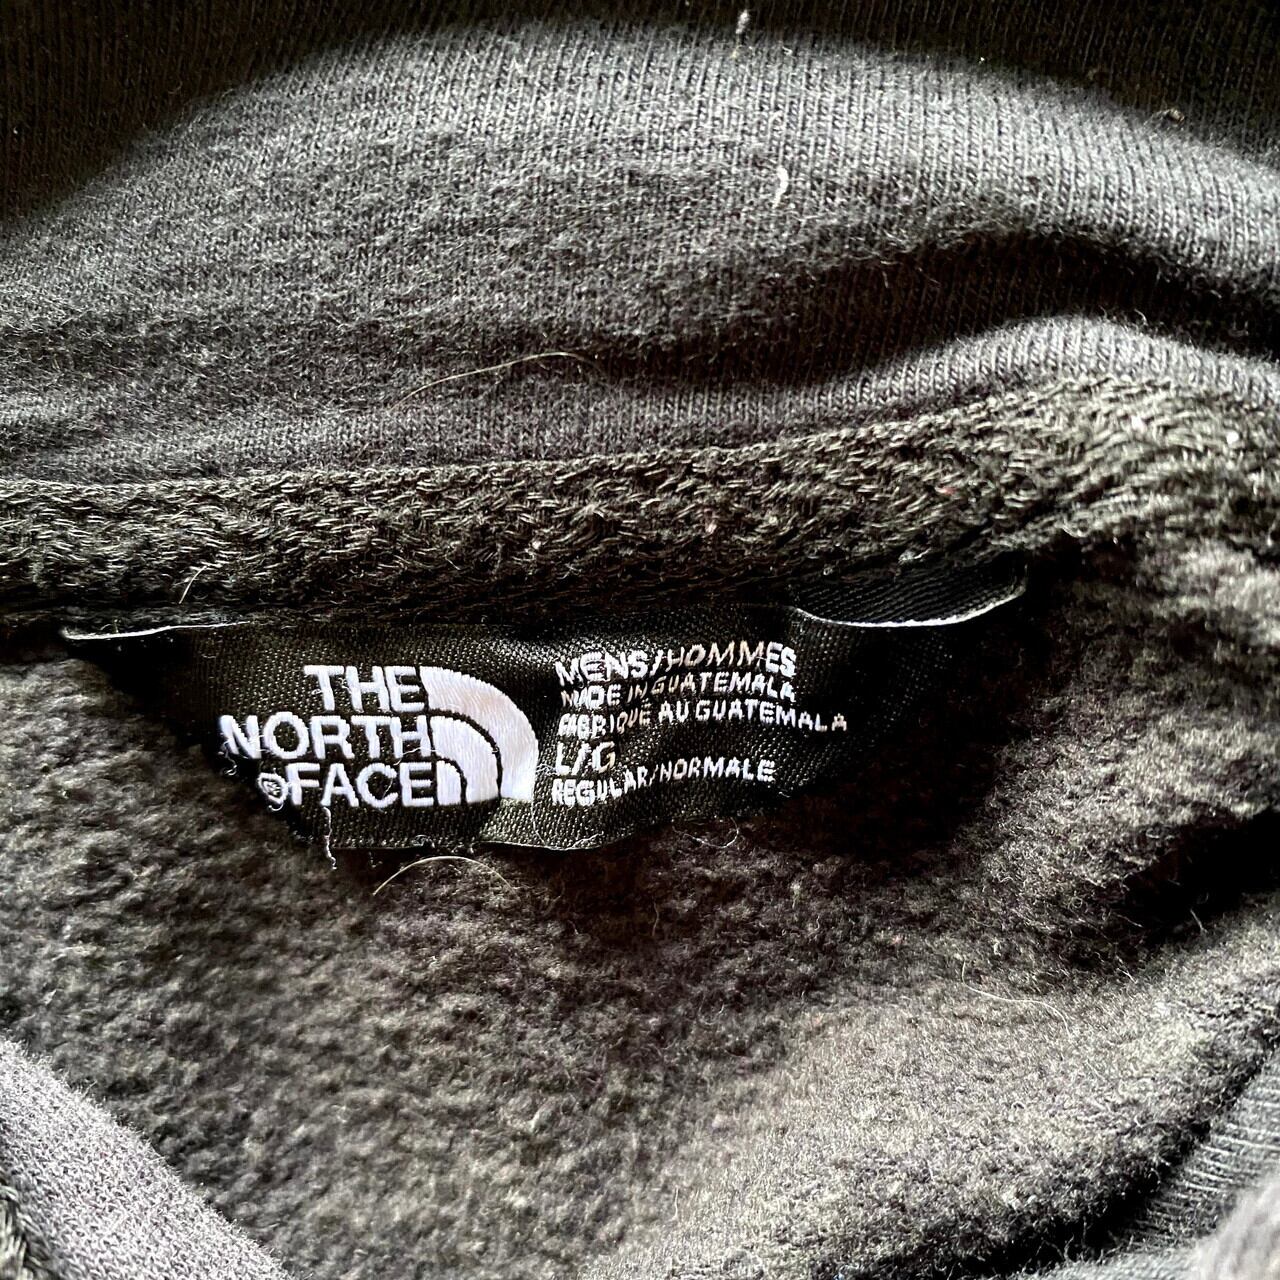 THE
NORTH
FACE
®
MENS/HOMMES
MADE IN GUATEMALA
FABRIQUÉ AU GUATEMALA
L/G
REGULAR/NORMALE